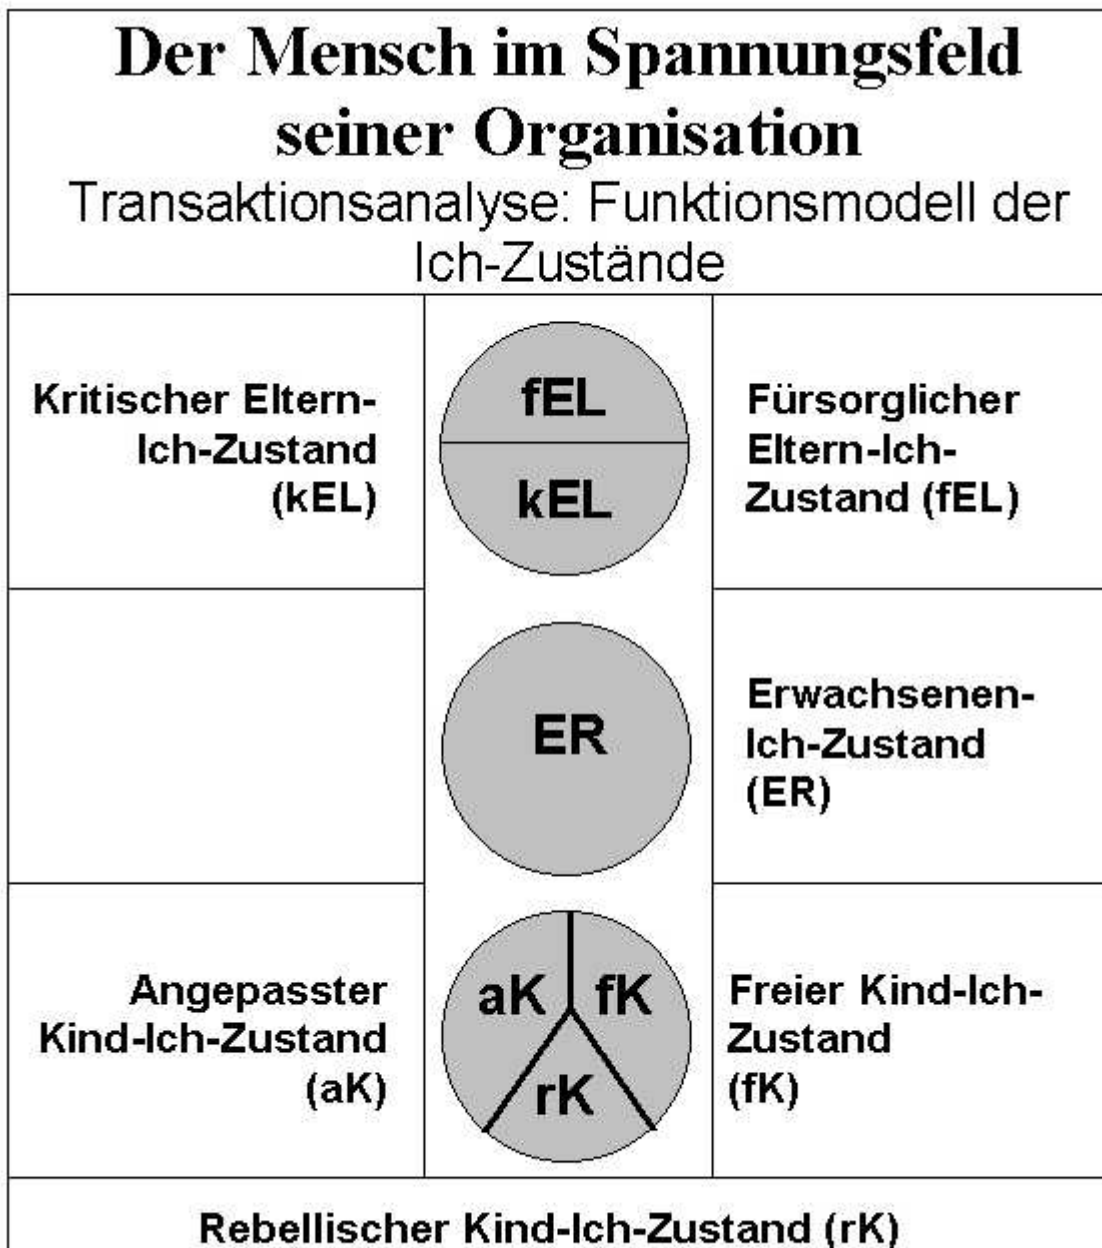 Der Mensch im Spannungsfeld
seiner Organisation
Transaktionsanalyse: Funktionsmodell der
Ich-Zustände
Kritischer Eltern-
Ich-Zustand
(kEL)
fEL
kEL
Fürsorglicher
Eltern-Ich-
Zustand (fEL)
ER
Erwachsenen-
Ich-Zustand
(ER)
Angepasster
Kind-Ich-Zustand
(aK)
aK fK
rK
Freier Kind-Ich-
Zustand
(fK)
Rebellischer Kind-Ich-Zustand (rK)